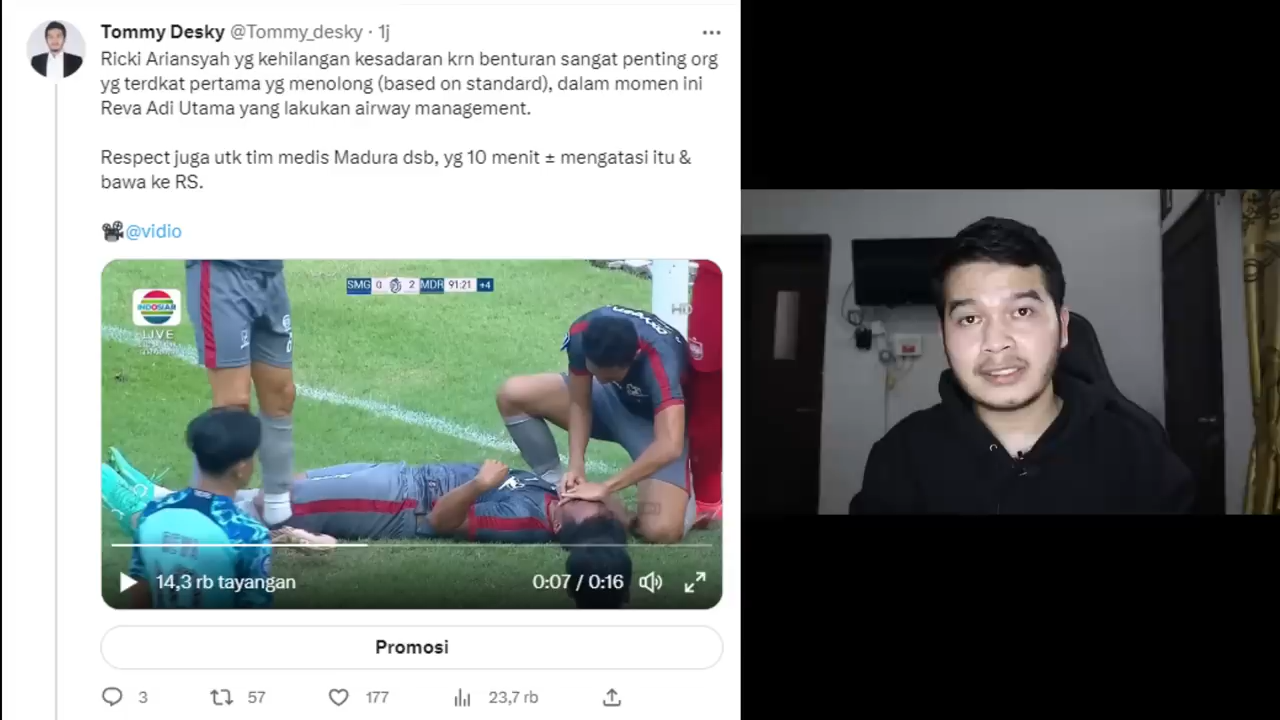 Tommy Desky @Tommy_desky · 1j
Ricki Ariansyah yg kehilangan kesadaran krn benturan sangat penting org
yg terdkat pertama yg menolong (based on standard), dalam momen ini
Reva Adi Utama yang lakukan airway management.
Respect juga utk tim medis Madura dsb, yg 10 menit ± mengatasi itu &
bawa ke RS.
@vidio
SMG 0 2 MDR 91:21 +4
INDOSIAR
LIVE
HD
14,3 rb tayangan
0:07 / 0:16
Promosi
3 57 177 23,7 rb